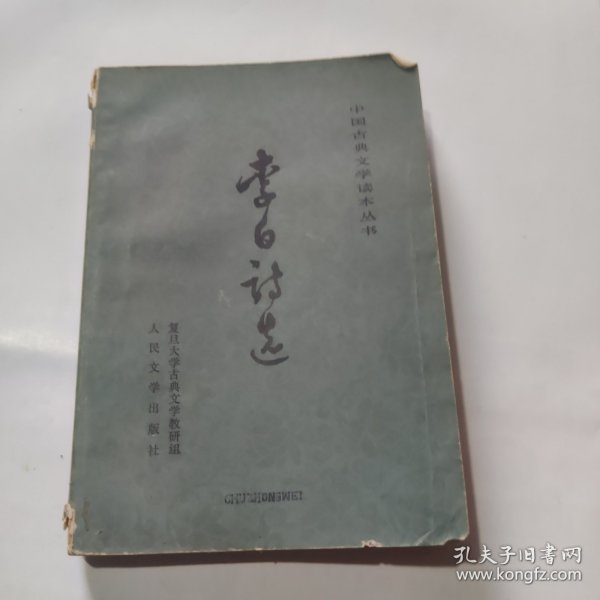 中国古典文学读本丛书
李白詩选
复旦大学古典文学教研组
人民文学出版社
孔夫子旧书网
www.kongfz.com